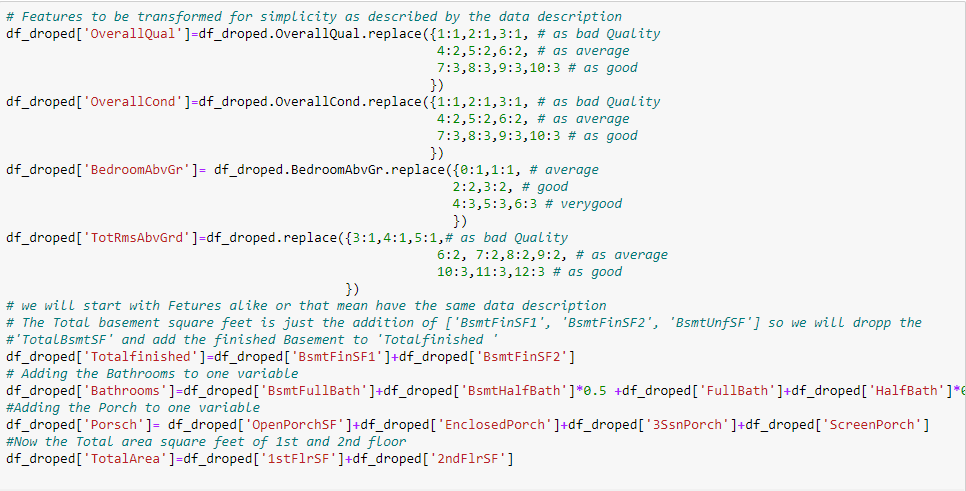 # Features to be transformed for simplicity as described by the data description
df_droped['OverallQual']=df_droped.OverallQual.replace({1:1,2:1,3:1, # as bad Quality
4:2,5:2,6:2, # as average
7:3,8:3,9:3,10:3 # as good
})
df_droped['OverallCond']=df_droped.OverallCond.replace({1:1,2:1,3:1, # as bad Quality
4:2,5:2,6:2, # as average
7:3,8:3,9:3,10:3 # as good
})
df_droped['BedroomAbvGr']= df_droped.BedroomAbvGr.replace({0:1,1:1, # average
2:2,3:2, # good
4:3,5:3,6:3 # verygood
})
df_droped['TotRmsAbvGrd']=df_droped.replace({3:1,4:1,5:1,# as bad Quality
6:2, 7:2,8:2,9:2, # as average
10:3,11:3,12:3 # as good
})
# we will start with Fetures alike or that mean have the same data description
# The Total basement square feet is just the addition of ['BsmtFinSF1', 'BsmtFinSF2', 'BsmtUnfSF'] so we will dropp the
#'TotalBsmtSF' and add the finished Basement to 'Totalfinished '
df_droped['Totalfinished']=df_droped['BsmtFinSF1']+df_droped['BsmtFinSF2']
# Adding the Bathrooms to one variable
df_droped['Bathrooms']=df_droped['BsmtFullBath']+df_droped['BsmtHalfBath']*0.5 +df_droped['FullBath']+df_droped['HalfBath']*
#Adding the Porch to one variable
df_droped['Porsch']= df_droped['OpenPorchSF']+df_droped['EnclosedPorch']+df_droped['3SsnPorch']+df_droped['ScreenPorch']
#Now the Total area square feet of 1st and 2nd floor
df_droped['TotalArea']=df_droped['1stFlrSF']+df_droped['2ndFlrSF']